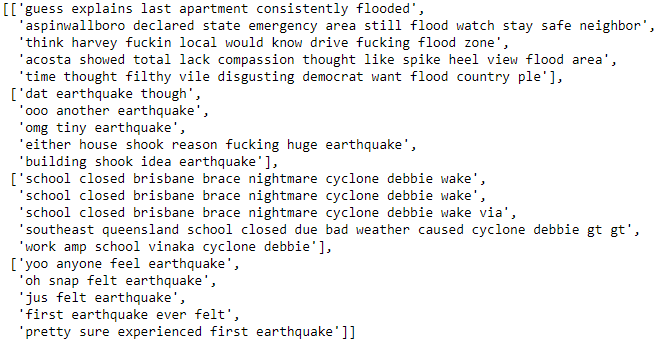 [['guess explains last apartment consistently flooded',
'aspinwallboro declared state emergency area still flood watch stay safe neighbor',
'think harvey fuckin local would know drive fucking flood zone',
'acosta showed total lack compassion thought like spike heel view flood area',
'time thought filthy vile disgusting democrat want flood country ple'],
['dat earthquake though',
'ooo another earthquake',
'omg tiny earthquake',
'either house shook reason fucking huge earthquake',
'building shook idea earthquake'],
['school closed brisbane brace nightmare cyclone debbie wake',
'school closed brisbane brace nightmare cyclone debbie wake',
'school closed brisbane brace nightmare cyclone debbie wake via',
'southeast queensland school closed due bad weather caused cyclone debbie gt gt',
'work amp school vinaka cyclone debbie'],
['yoo anyone feel earthquake',
'oh snap felt earthquake',
'jus felt earthquake',
'first earthquake ever felt',
'pretty sure experienced first earthquake']]